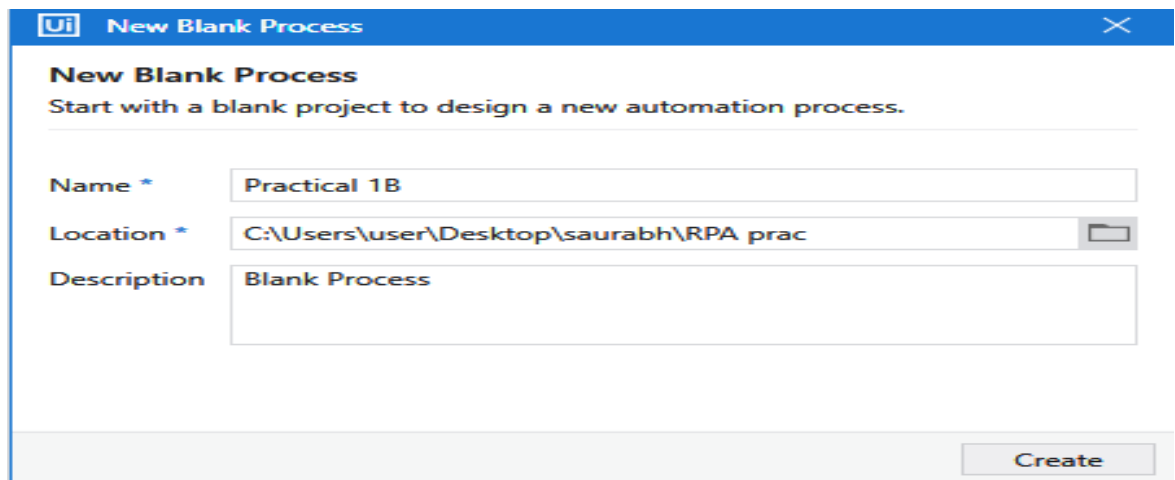 Ui New Blank Process
New Blank Process
Start with a blank project to design a new automation process.
Name * Practical 1B
Location * C:\Users\user\Desktop\saurabh\RPA prac
Description Blank Process
Create